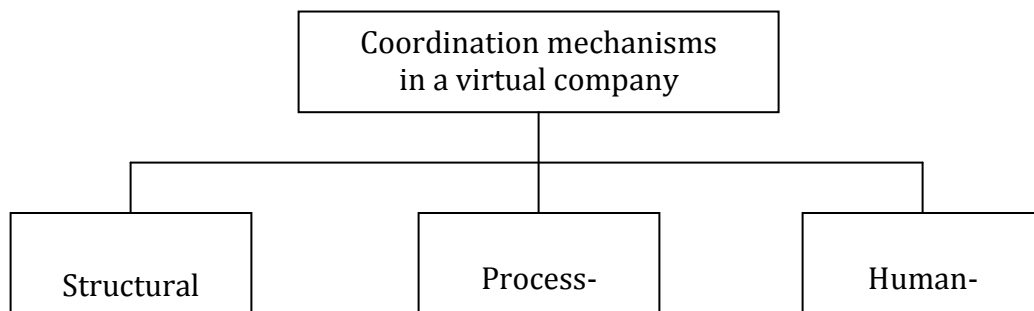 Coordination mechanisms
in a virtual company
Structural
Process-
Human-